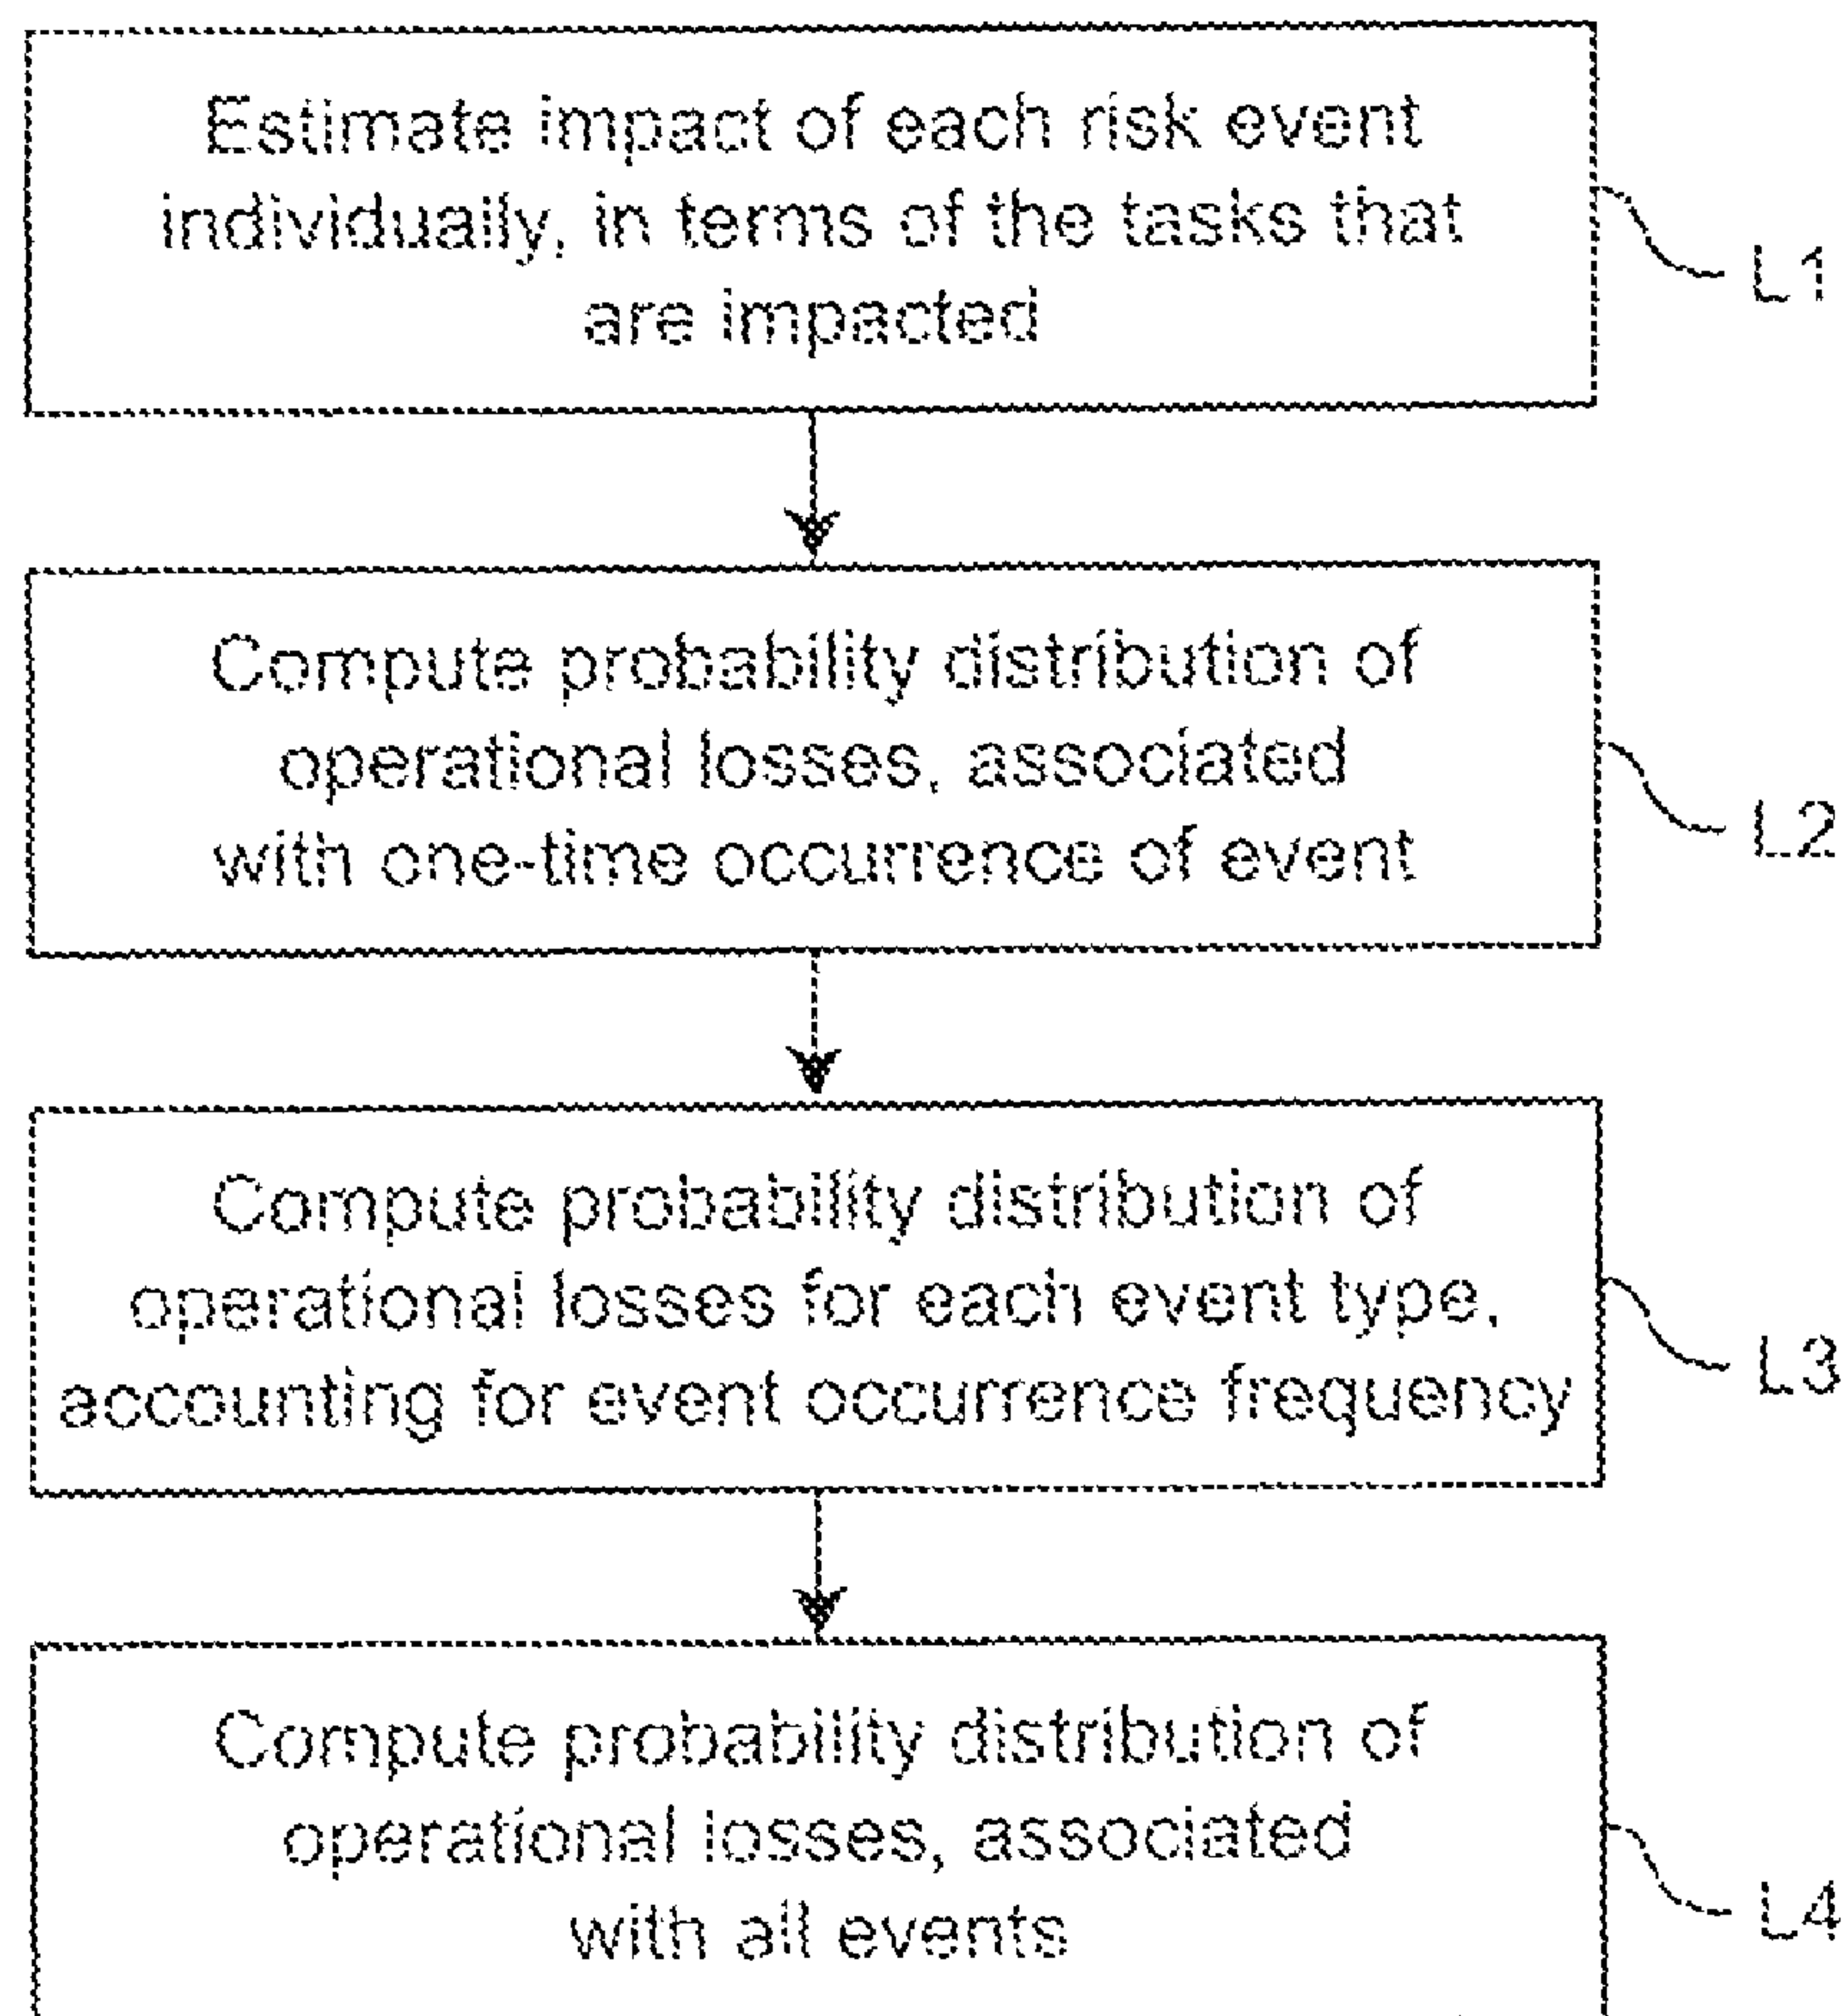 Estimate impact of each risk event
individually, in terms of the tasks that
are impacted
L1
Compute probability distribution of
operational losses, associated
with one-time occurrence of event
L2
Compute probability distribution of
operational losses for each event type,
accounting for event occurrence frequency
L3
Compute probability distribution of
operational losses, associated
with all events
L4